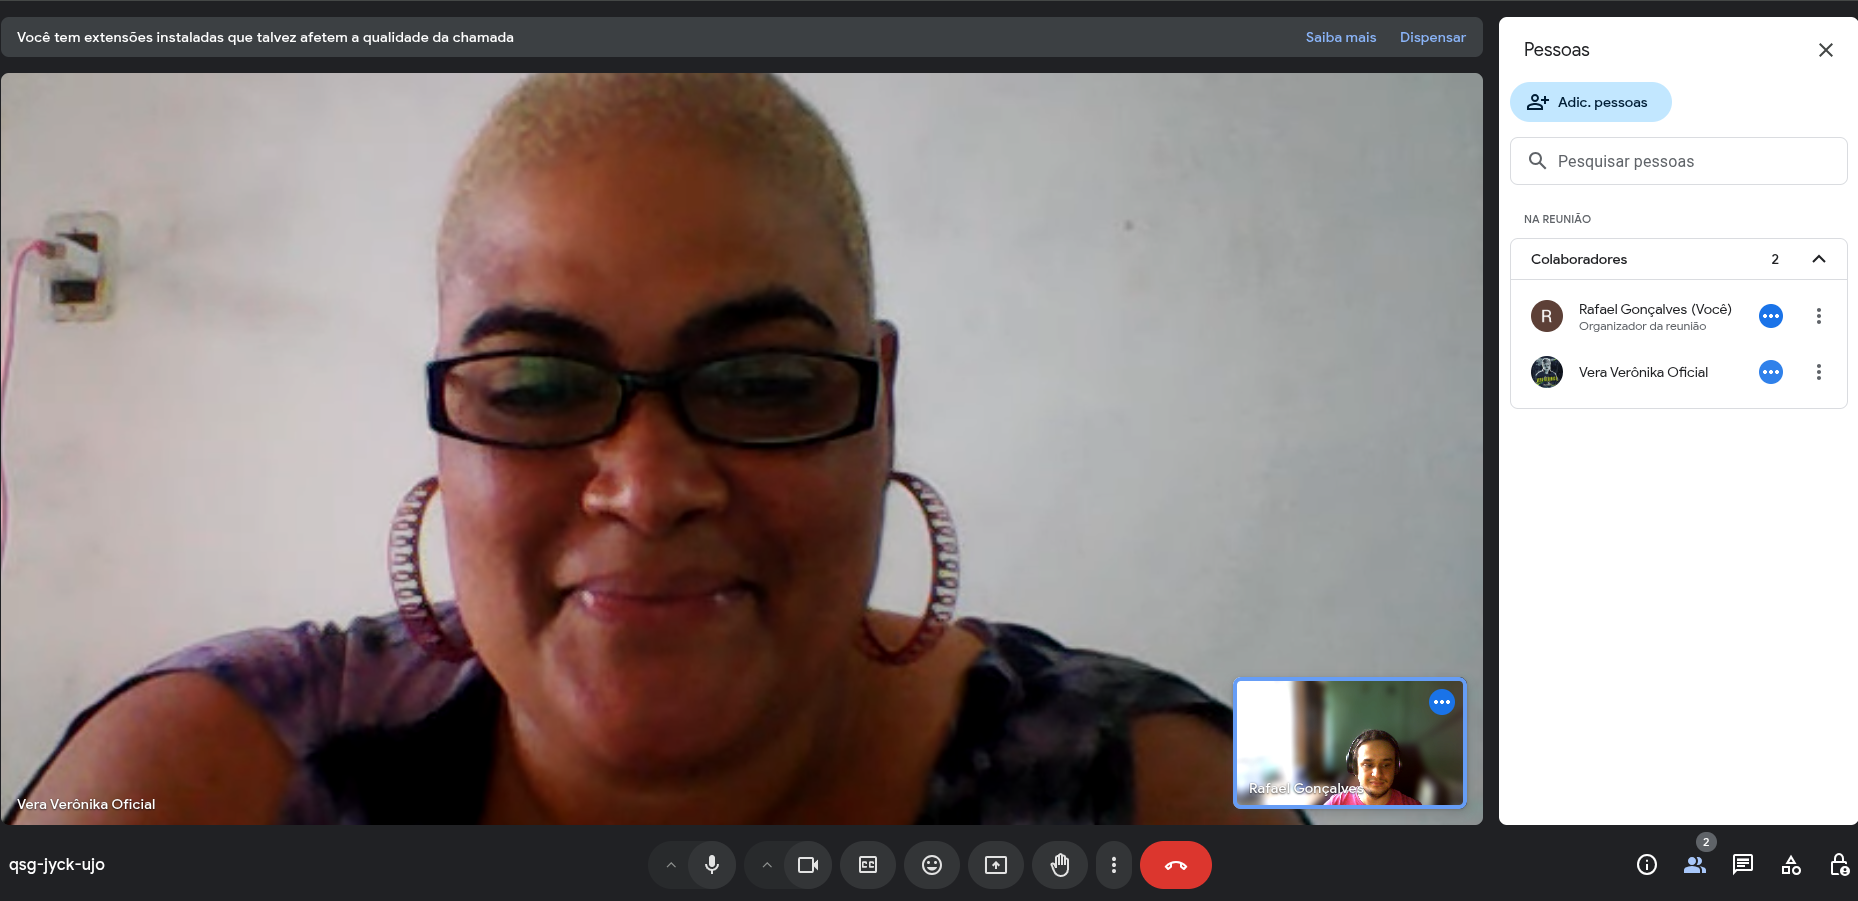 Você tem extensões instaladas que talvez afetem a qualidade da chamada
Saiba mais
Dispensar
Vera Verônika Oficial
Rafael Gonçalves
Pessoas
Adic. pessoas
Pesquisar pessoas
NA REUNIÃO
Colaboradores 2
R
Rafael Gonçalves (Você)
Organizador da reunião
Vera Verônika Oficial
qsg-jyck-ujo
CC
2